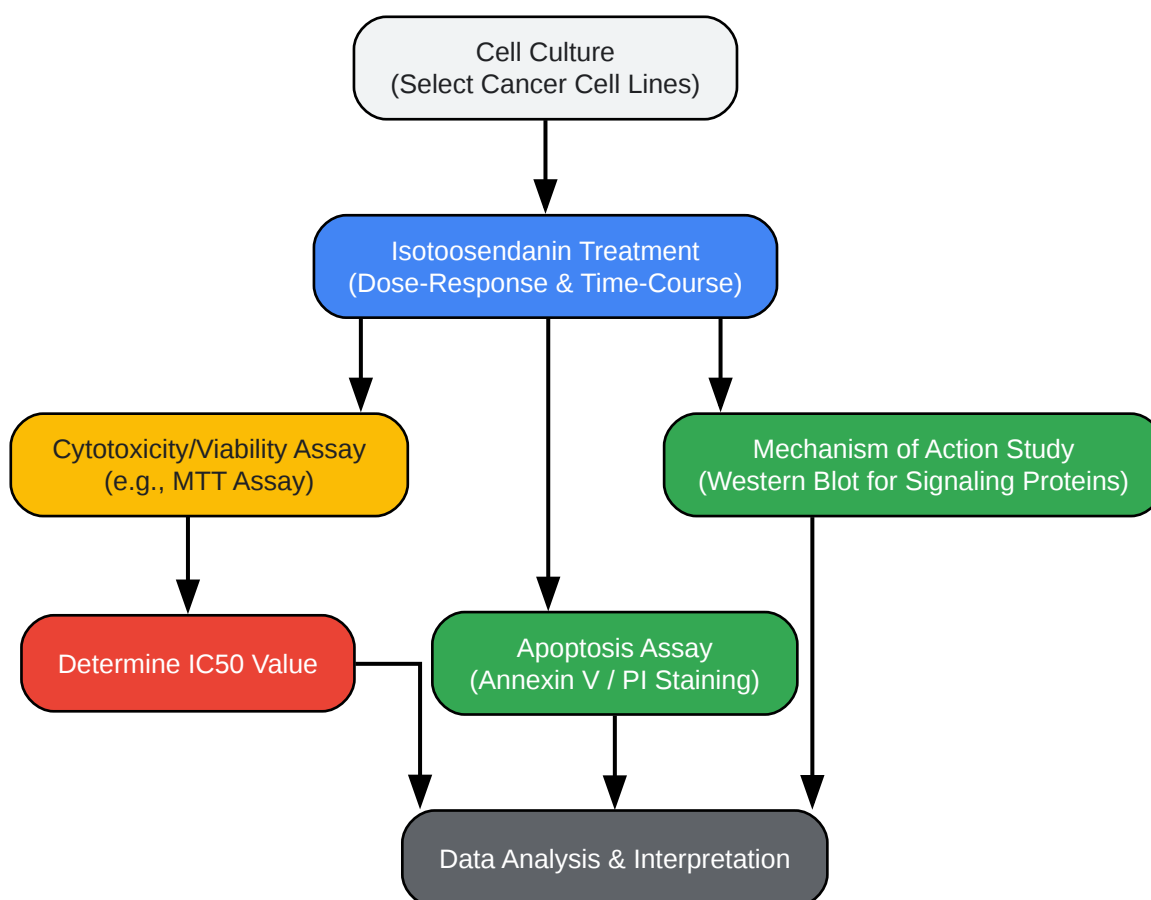 Cell Culture
(Select Cancer Cell Lines)
Isotoosendanin Treatment
(Dose-Response & Time-Course)
Cytotoxicity/Viability Assay
(e.g., MTT Assay)
Mechanism of Action Study
(Western Blot for Signaling Proteins)
Determine IC50 Value
Apoptosis Assay
(Annexin V / PI Staining)
Data Analysis & Interpretation